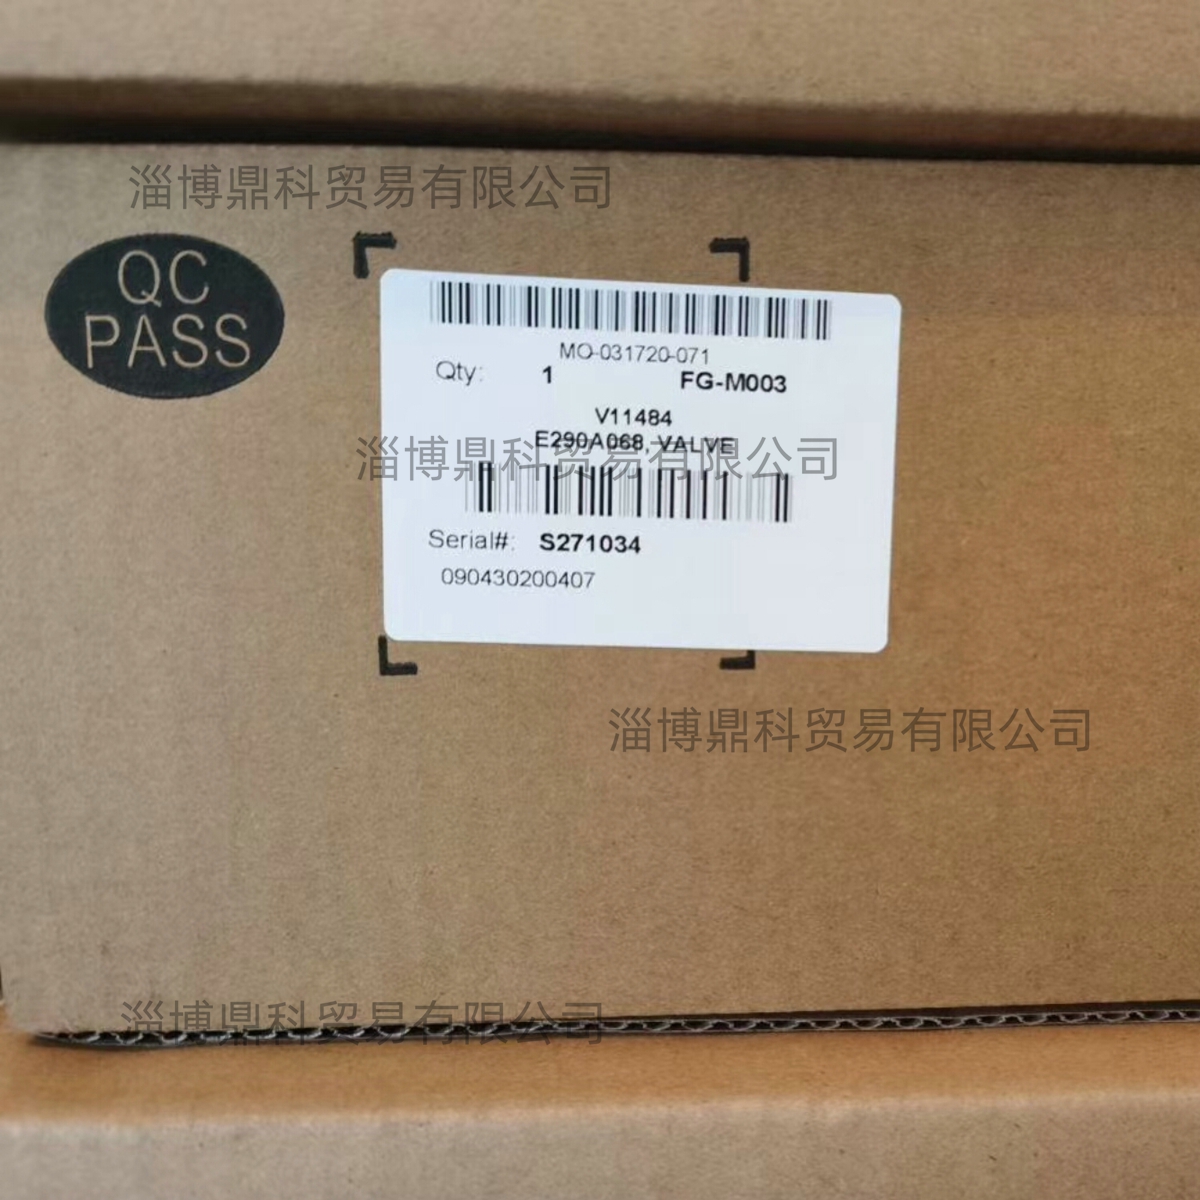 淄博鼎科贸易有限公司
QC
PASS
MO-031720-071
Qty: 1 FG-M003
V11484
E290A068, VALVE
淄博鼎科贸易有限公司
Serial#: S271034
090430200407
淄博鼎科贸易有限公司
淄博鼎科贸易有限公司